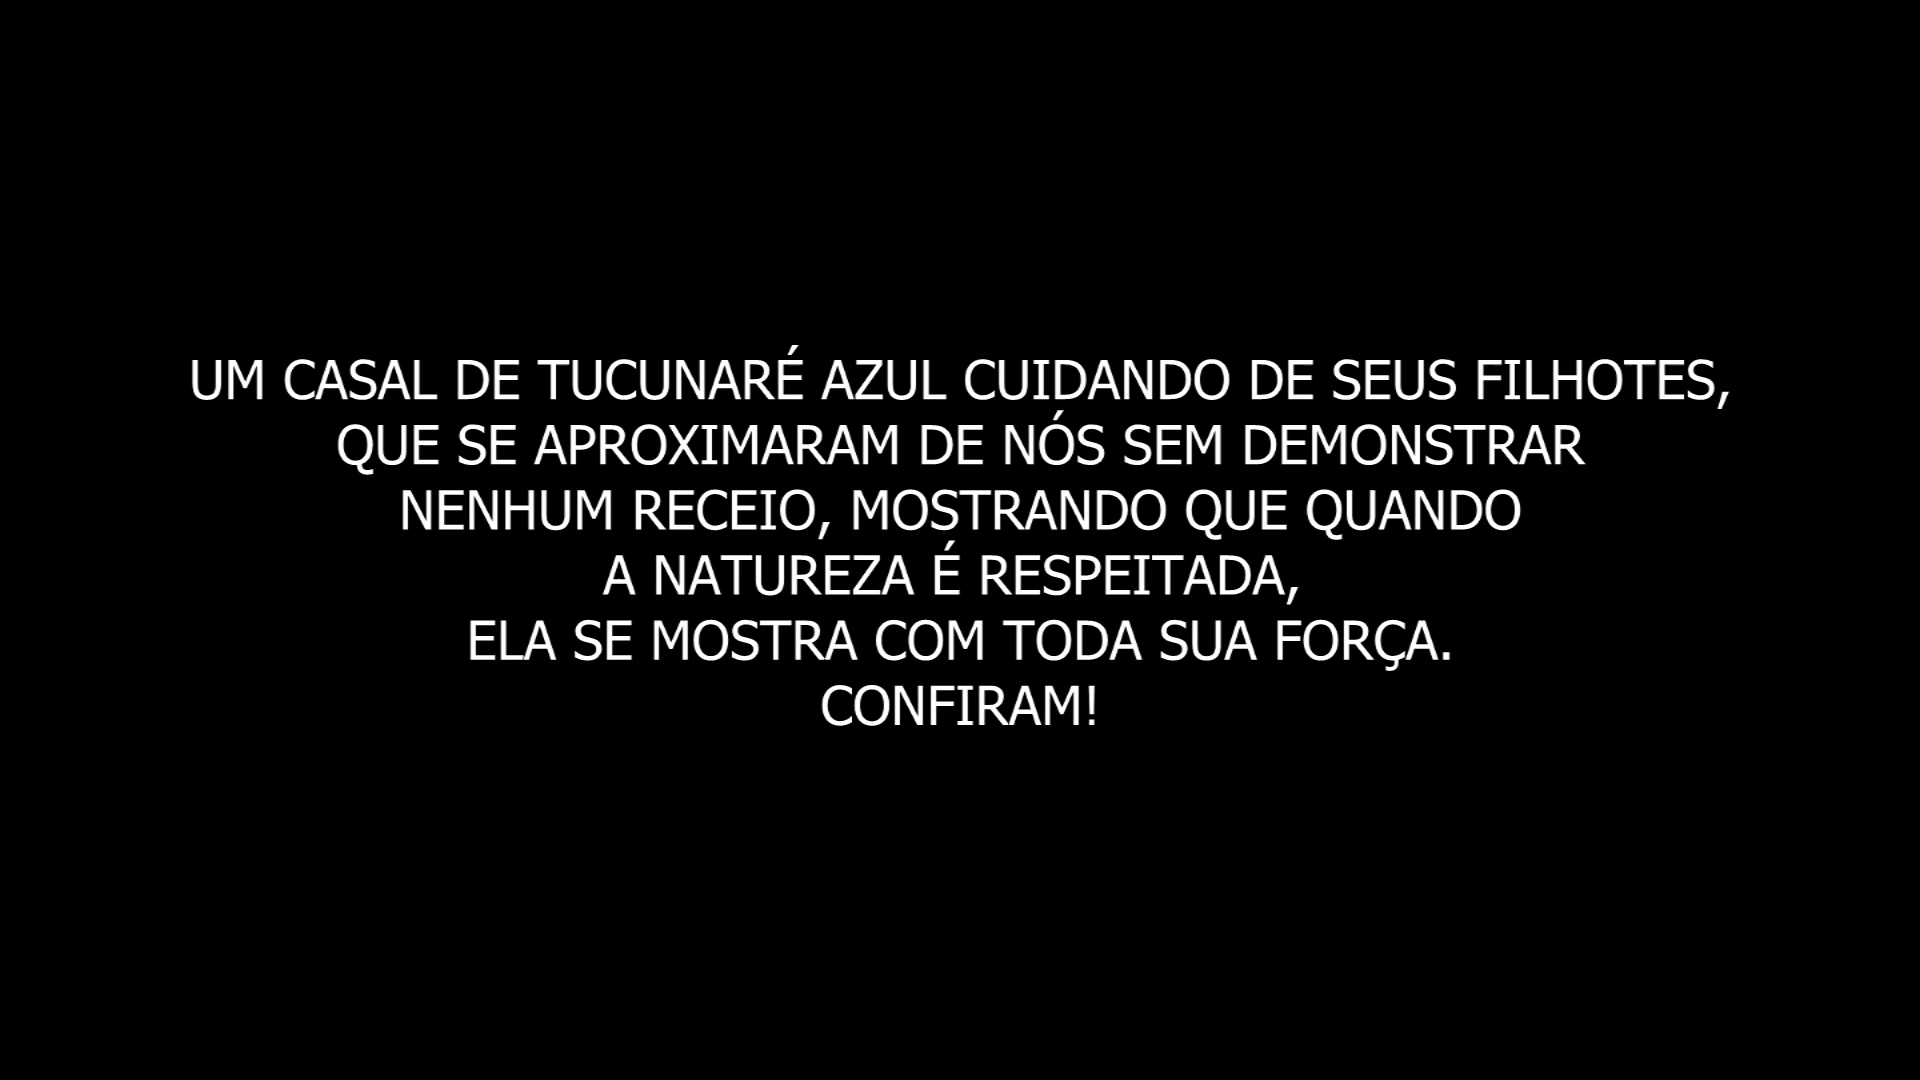 UM CASAL DE TUCUNARÉ AZUL CUIDANDO DE SEUS FILHOTES,
QUE SE APROXIMARAM DE NÓS SEM DEMONSTRAR
NENHUM RECEIO, MOSTRANDO QUE QUANDO
A NATUREZA É RESPEITADA,
ELA SE MOSTRA COM TODA SUA FORÇA.
CONFIRAM!